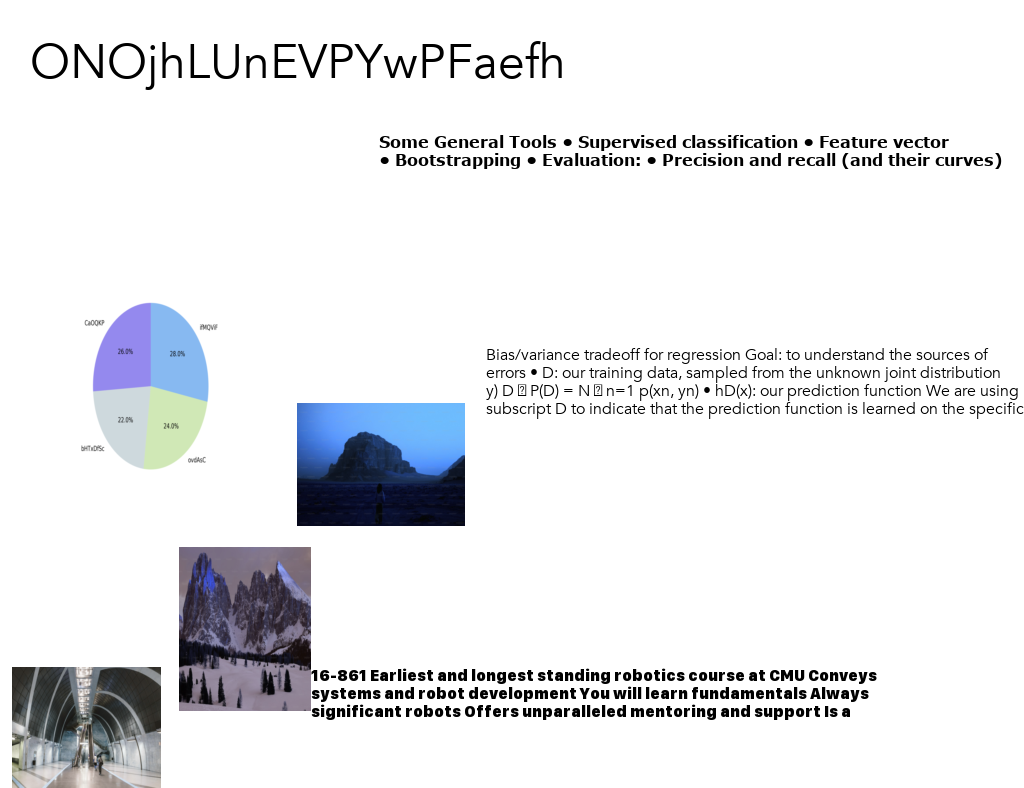 ONOjhLUnEVPYwPFaefh
Some General Tools • Supervised classification • Feature vector
• Bootstrapping • Evaluation: • Precision and recall (and their curves)
CaOQKP
ifMQViF
26.0%
28.0%
22.0%
24.0%
bHTxDfSc
ovdAsC
Bias/variance tradeoff for regression Goal: to understand the sources of
errors • D: our training data, sampled from the unknown joint distribution
y) D P(D) = N n=1 p(xn, yn) • hD(x): our prediction function We are using
subscript D to indicate that the prediction function is learned on the specific
16-861 Earliest and longest standing robotics course at CMU Conveys
systems and robot development You will learn fundamentals Always
significant robots Offers unparalleled mentoring and support Is a